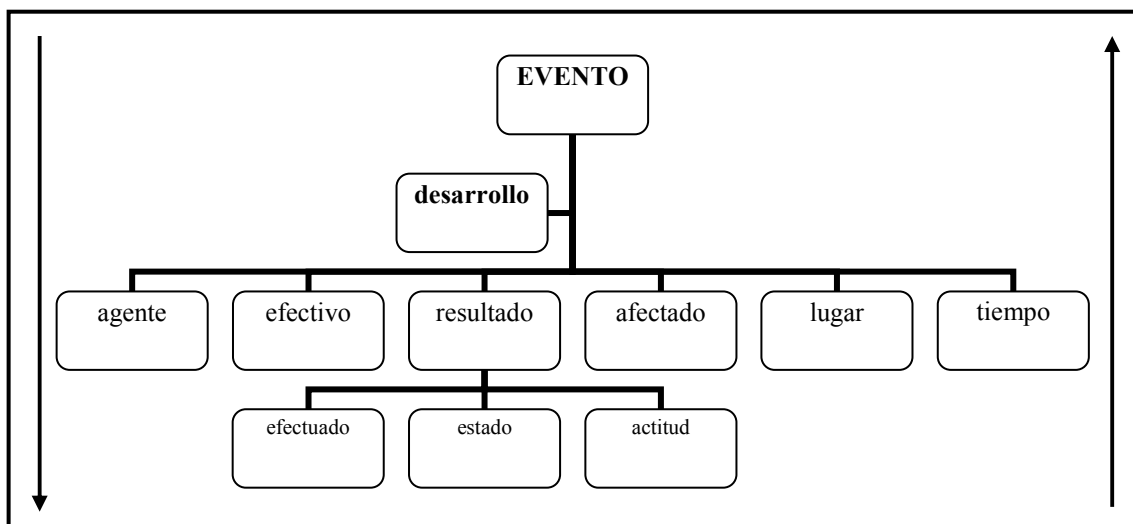 EVENTO
desarrollo
agente
efectivo
resultado
afectado
lugar
tiempo
efectuado
estado
actitud